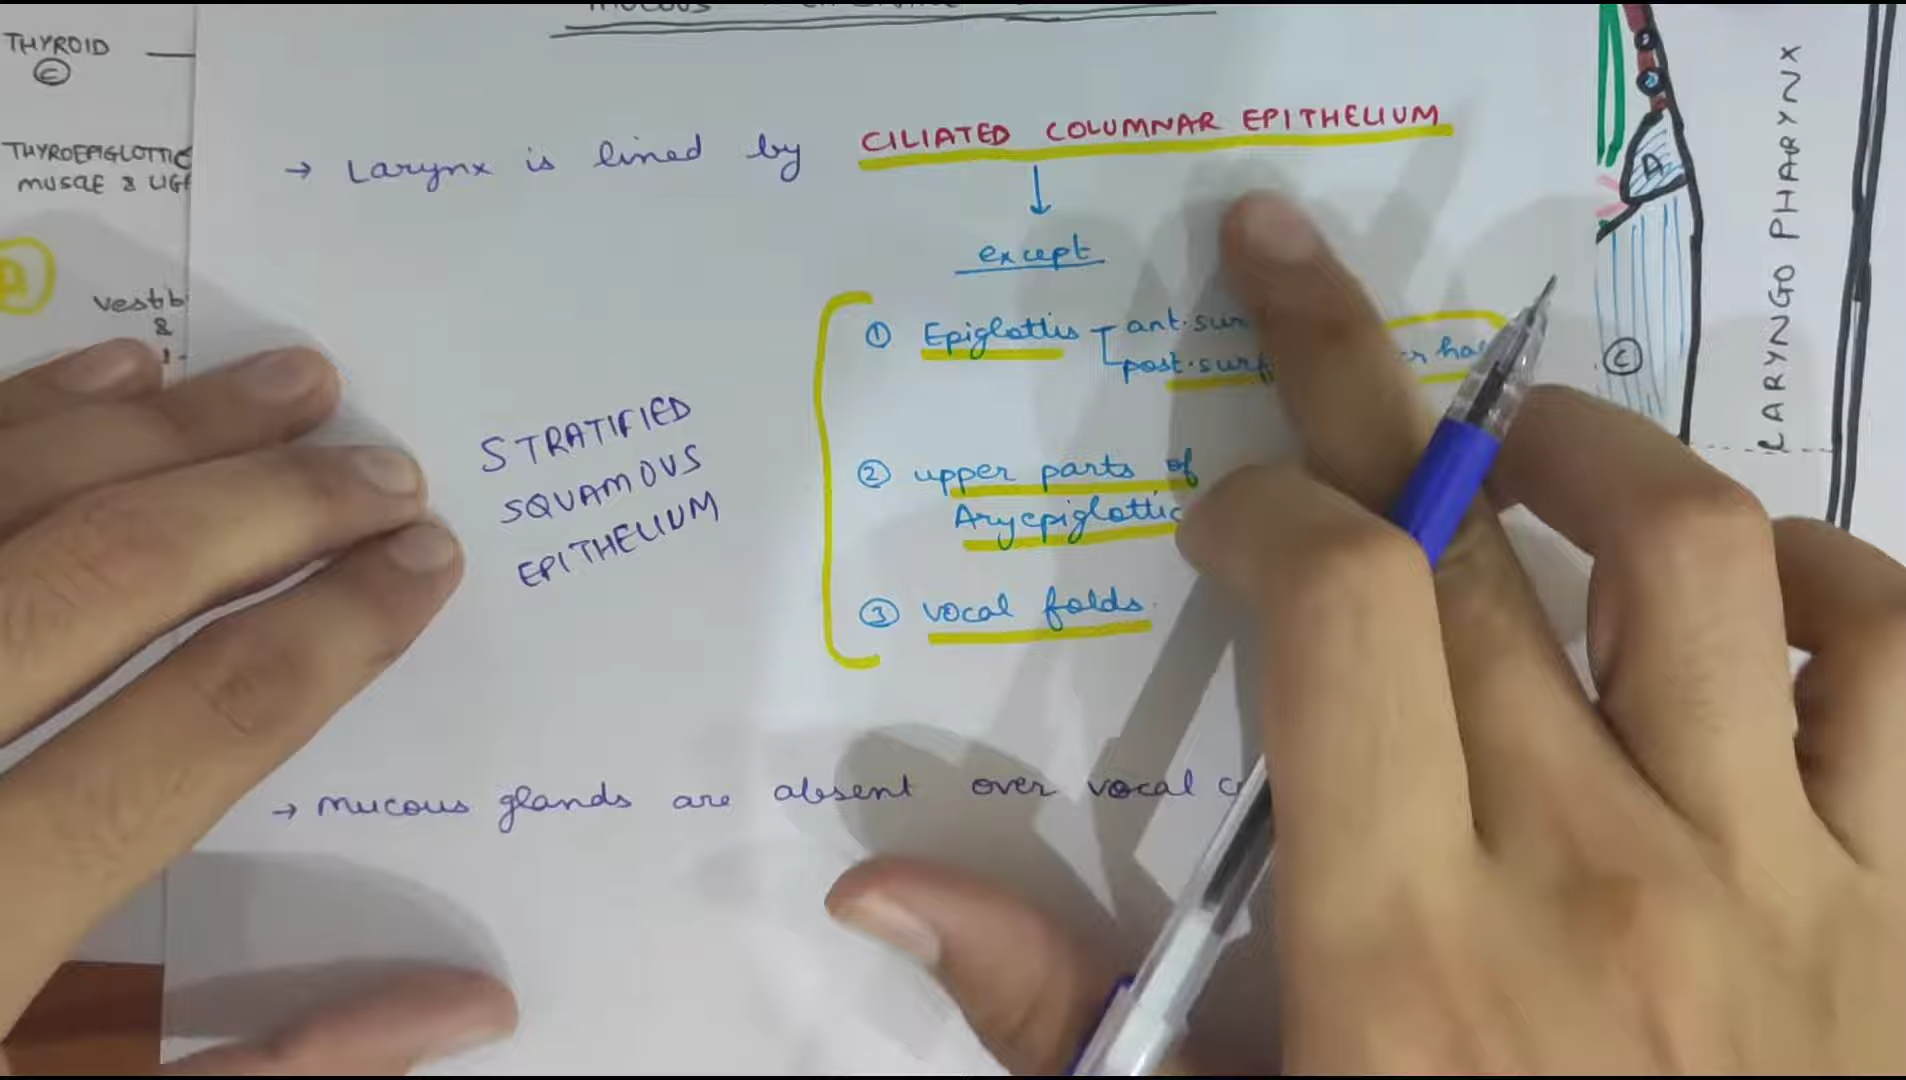 THYROID
C
THYROEPIGLOTTIC
MUSCLE & LIG
vestib
&
→ Larynx is lined by CILIATED COLUMNAR EPITHELIUM
↓
except
① Epiglottis ant. sur
post. surf
STRATIFIED
SQUAMOUS
EPITHELIUM
② upper parts of
Aryepiglottic
③ vocal folds.
→ mucous glands are absent over vocal
A
C
LARYNGO PHARYNX